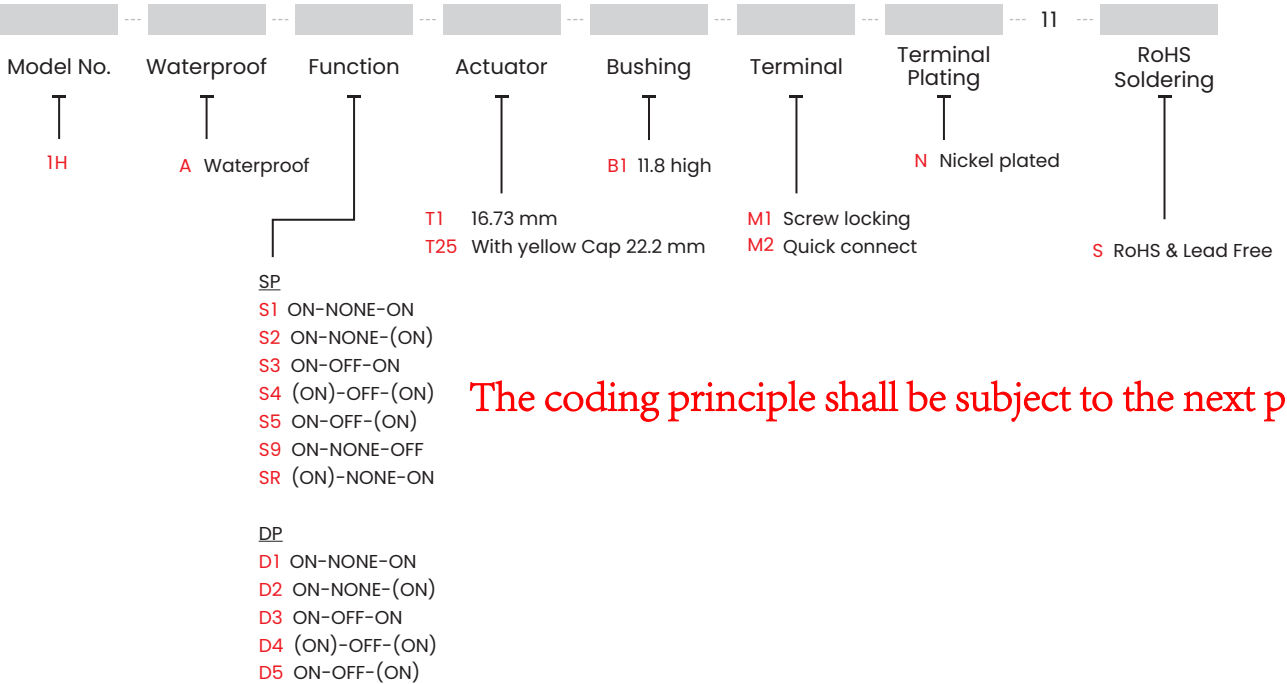 --- --- --- --- --- --- --- 11 ---
Model No. Waterproof Function Actuator Bushing Terminal Terminal Plating RoHS Soldering
1H
A Waterproof
B1 11.8 high
N Nickel plated
T1 16.73 mm
T25 With yellow Cap 22.2 mm
M1 Screw locking
M2 Quick connect
S RoHS & Lead Free
SP
S1 ON-NONE-ON
S2 ON-NONE-(ON)
S3 ON-OFF-ON
S4 (ON)-OFF-(ON)
S5 ON-OFF-(ON)
S9 ON-NONE-OFF
SR (ON)-NONE-ON
The coding principle shall be subject to the next p
DP
D1 ON-NONE-ON
D2 ON-NONE-(ON)
D3 ON-OFF-ON
D4 (ON)-OFF-(ON)
D5 ON-OFF-(ON)